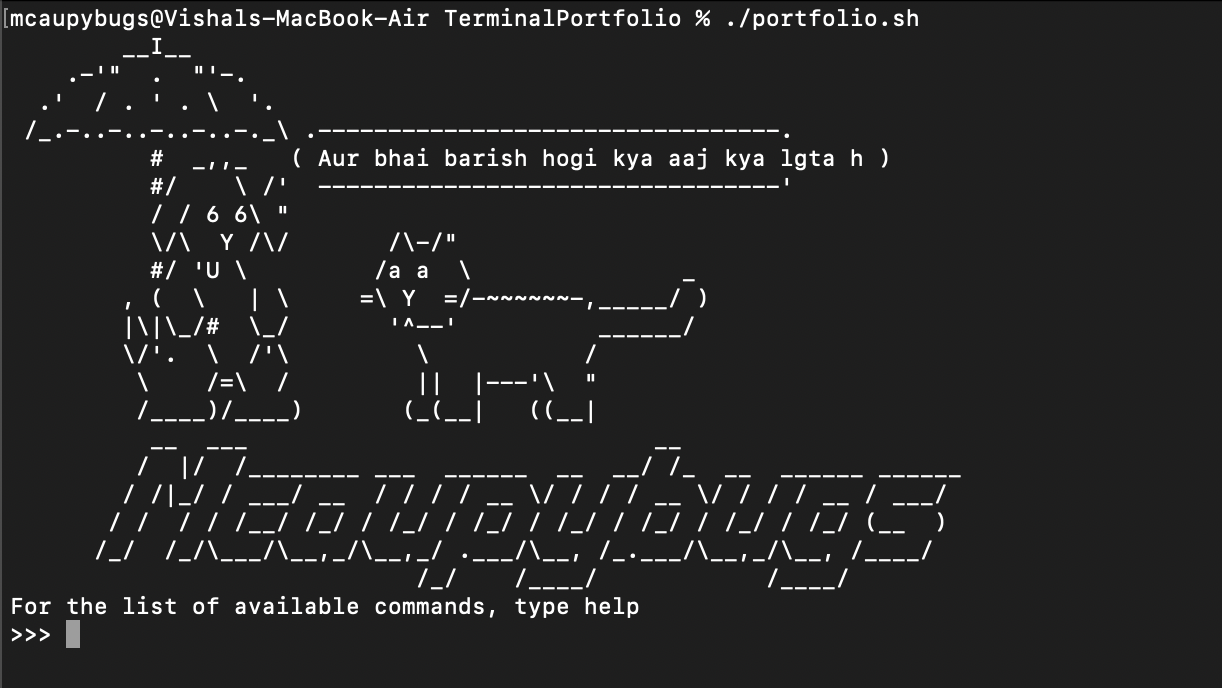 mcaupybugs@Vishals-MacBook-Air TerminalPortfolio % ./portfolio.sh
Aur bhai barish hogi kya aaj kya lgta h
Mcaupybugs
For the list of available commands, type help
>>>